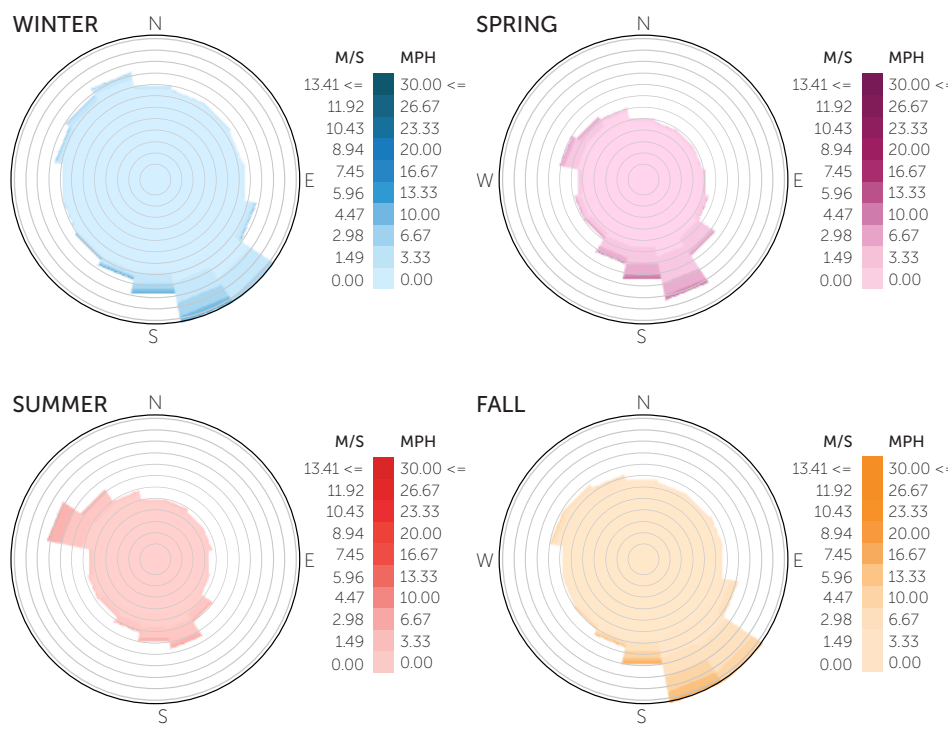 WINTER
N
E
S
M/S MPH
13.41 <= 30.00 <=
11.92 26.67
10.43 23.33
8.94 20.00
7.45 16.67
5.96 13.33
4.47 10.00
2.98 6.67
1.49 3.33
0.00 0.00
SPRING
N
W
E
S
M/S MPH
13.41 <= 30.00 <=
11.92 26.67
10.43 23.33
8.94 20.00
7.45 16.67
5.96 13.33
4.47 10.00
2.98 6.67
1.49 3.33
0.00 0.00
SUMMER
N
E
S
M/S MPH
13.41 <= 30.00 <=
11.92 26.67
10.43 23.33
8.94 20.00
7.45 16.67
5.96 13.33
4.47 10.00
2.98 6.67
1.49 3.33
0.00 0.00
FALL
N
W
E
S
M/S MPH
13.41 <= 30.00 <=
11.92 26.67
10.43 23.33
8.94 20.00
7.45 16.67
5.96 13.33
4.47 10.00
2.98 6.67
1.49 3.33
0.00 0.00